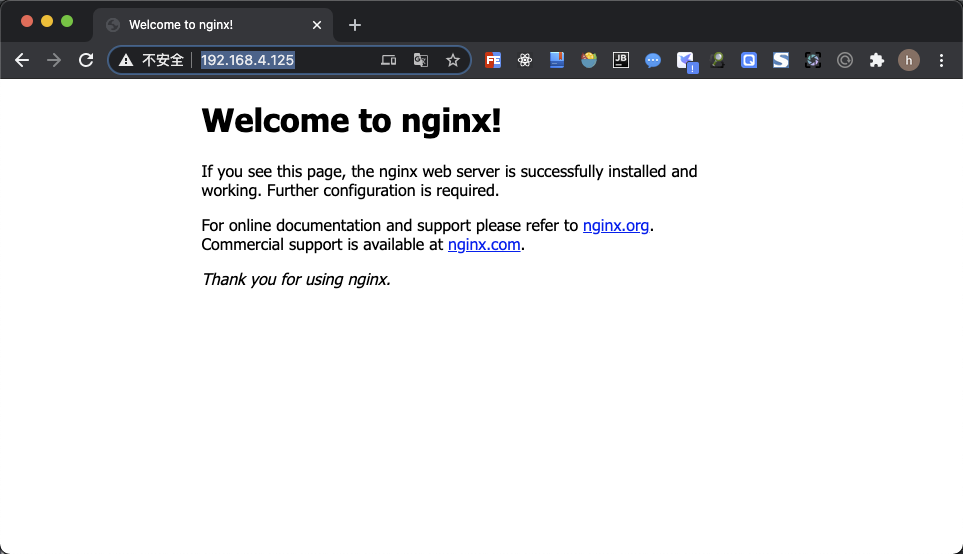 Welcome to nginx!
不安全 192.168.4.125
FE
JB
h
Welcome to nginx!
If you see this page, the nginx web server is successfully installed and
working. Further configuration is required.
For online documentation and support please refer to nginx.org.
Commercial support is available at nginx.com.
Thank you for using nginx.